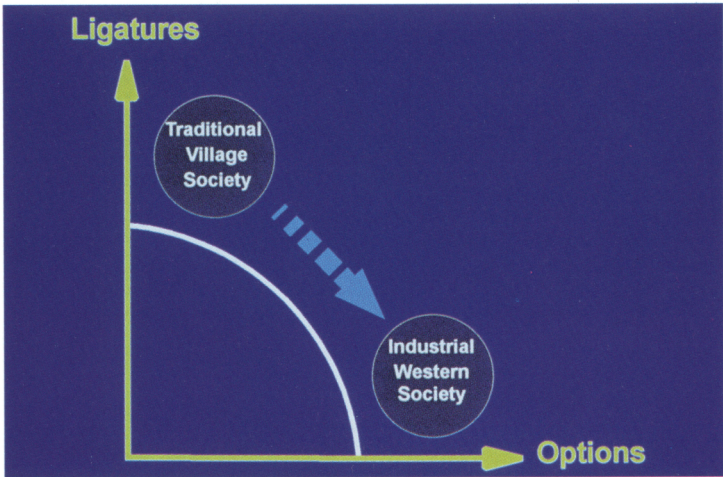 Ligatures
Traditional
Village
Society
Industrial
Western
Society
Options